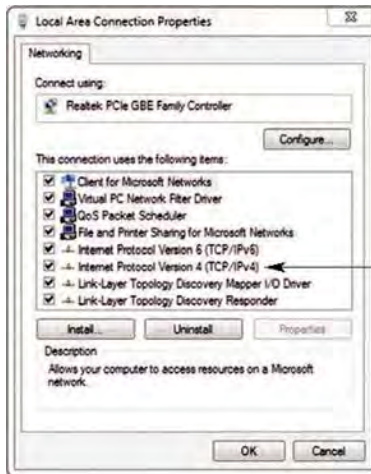 Local Area Connection Properties
Networking
Connect using:
Realtek PCIe GBE Family Controller
Configure...
This connection uses the following items:
Client for Microsoft Networks
Virtual PC Network Filter Driver
QoS Packet Scheduler
File and Printer Sharing for Microsoft Networks
Internet Protocol Version 6 (TCP/IPv6)
Internet Protocol Version 4 (TCP/IPv4)
Link-Layer Topology Discovery Mapper I/O Driver
Link-Layer Topology Discovery Responder
Install... Uninstall Properties
Description
Allows your computer to access resources on a Microsoft
network.
OK Cancel